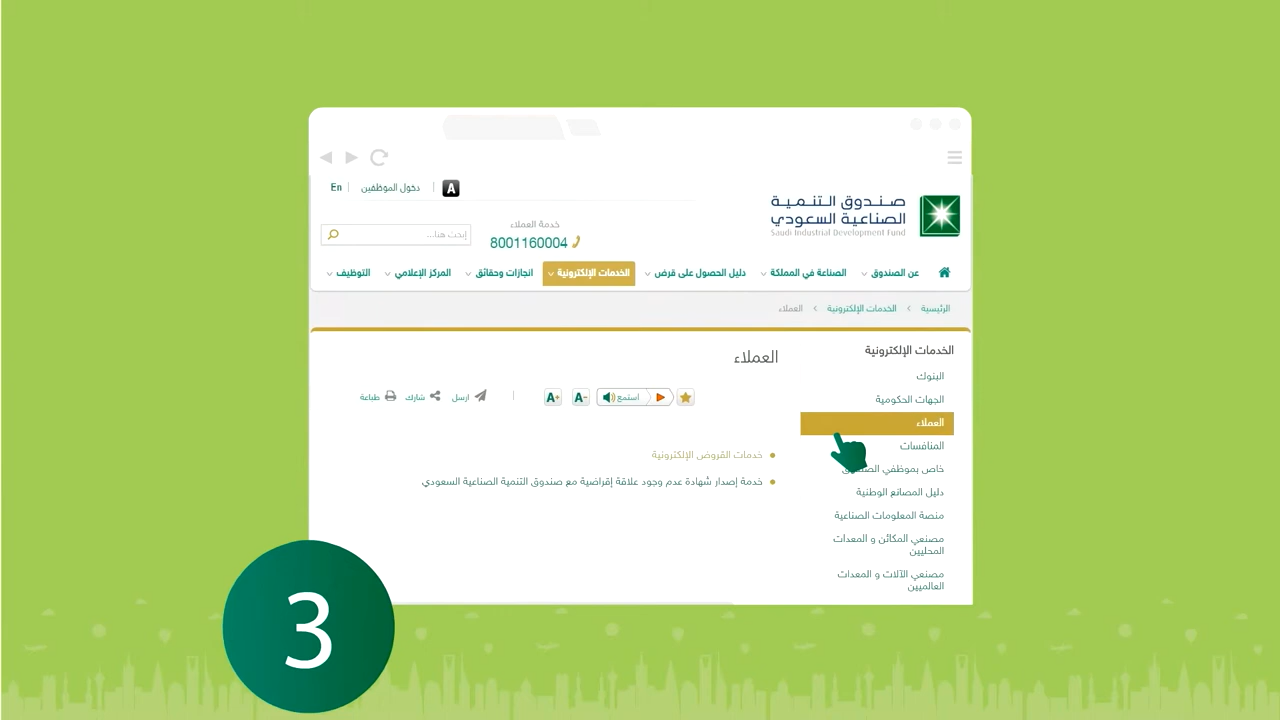 En
دخول الموظفين
A
صندوق التنمية
الصناعية السعودي
Saudi Industrial Development Fund
خدمة العملاء
8001160004
إبحث هنا...
عن الصندوق
الصناعة في المملكة
دليل الحصول على قرض
الخدمات الإلكترونية
انجازات وحقائق
المركز الإعلامي
التوظيف
الرئيسية
الخدمات الإلكترونية
العملاء
الخدمات الإلكترونية
البنوك
الجهات الحكومية
العملاء
المنافسات
خاص بموظفي
دليل المصانع الوطنية
منصة المعلومات الصناعية
مصنعي المكائن و المعدات
المحليين
مصنعي الآلات و المعدات
العالميين
العملاء
استمع
A-
A+
ارسل
شارك
طباعة
خدمات القروض الإلكترونية
خدمة إصدار شهادة عدم وجود علاقة إقراضية مع صندوق التنمية الصناعية السعودي
3